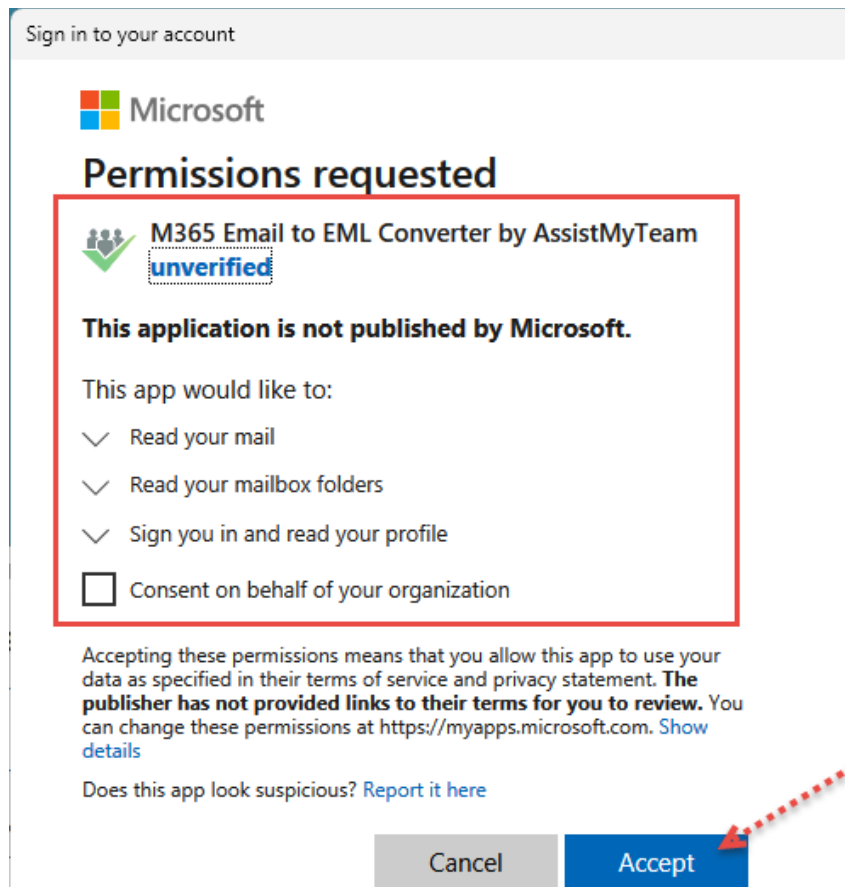 Sign in to your account
Microsoft
Permissions requested
M365 Email to EML Converter by AssistMyTeam
unverified
This application is not published by Microsoft.
This app would like to:
Read your mail
Read your mailbox folders
Sign you in and read your profile
Consent on behalf of your organization
Accepting these permissions means that you allow this app to use your
data as specified in their terms of service and privacy statement. The
publisher has not provided links to their terms for you to review. You
can change these permissions at https://myapps.microsoft.com. Show
details
Does this app look suspicious? Report it here
Cancel
Accept